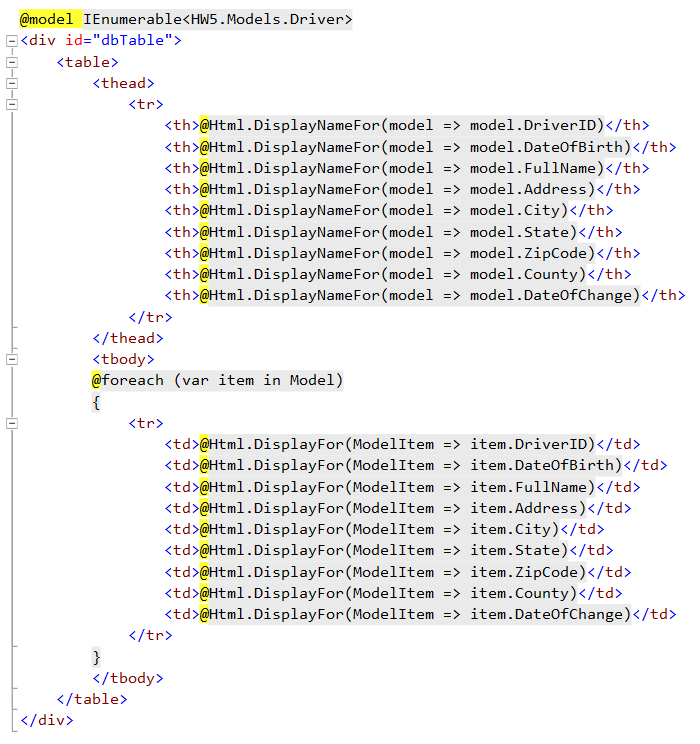 @model IEnumerable<HW5.Models.Driver>
<div id="dbTable">
<table>
<thead>
<tr>
<th>@Html.DisplayNameFor(model => model.DriverID)</th>
<th>@Html.DisplayNameFor(model => model.DateOfBirth)</th>
<th>@Html.DisplayNameFor(model => model.FullName)</th>
<th>@Html.DisplayNameFor(model => model.Address)</th>
<th>@Html.DisplayNameFor(model => model.City)</th>
<th>@Html.DisplayNameFor(model => model.State)</th>
<th>@Html.DisplayNameFor(model => model.ZipCode)</th>
<th>@Html.DisplayNameFor(model => model.County)</th>
<th>@Html.DisplayNameFor(model => model.DateOfChange)</th>
</tr>
</thead>
<tbody>
@foreach (var item in Model)
{
<tr>
<td>@Html.DisplayFor(ModelItem => item.DriverID)</td>
<td>@Html.DisplayFor(ModelItem => item.DateOfBirth)</td>
<td>@Html.DisplayFor(ModelItem => item.FullName)</td>
<td>@Html.DisplayFor(ModelItem => item.Address)</td>
<td>@Html.DisplayFor(ModelItem => item.City)</td>
<td>@Html.DisplayFor(ModelItem => item.State)</td>
<td>@Html.DisplayFor(ModelItem => item.ZipCode)</td>
<td>@Html.DisplayFor(ModelItem => item.County)</td>
<td>@Html.DisplayFor(ModelItem => item.DateOfChange)</td>
</tr>
}
</tbody>
</table>
</div>